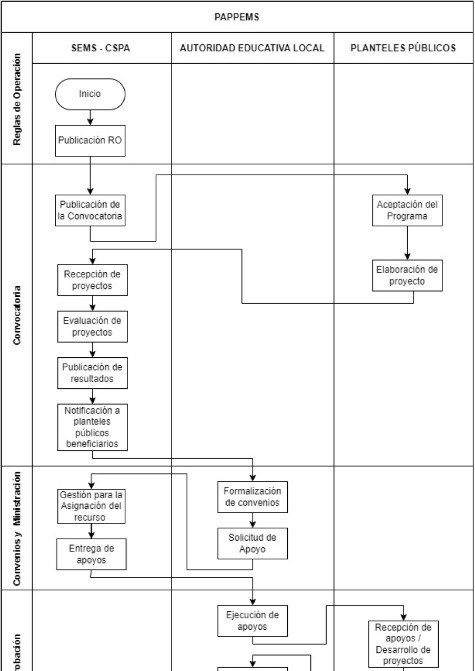 PAPPEMS
SEMS - CSPA
AUTORIDAD EDUCATIVA LOCAL
PLANTELES PÚBLICOS
Reglas de Operación
Inicio
Publicación RO
Convocatoria
Publicación de
la Convocatoria
Aceptación del
Programa
Elaboración de
proyecto
Recepción de
proyectos
Evaluación de
proyectos
Publicación de
resultados
Notificación a
planteles
públicos
beneficiarios
Convenios y Ministración
Gestión para la
Asignación del
recurso
Formalización
de convenios
Solicitud de
Apoyo
Entrega de
apoyos
Ejecución de
apoyos
Recepción de
apoyos /
Desarrollo de
proyectos